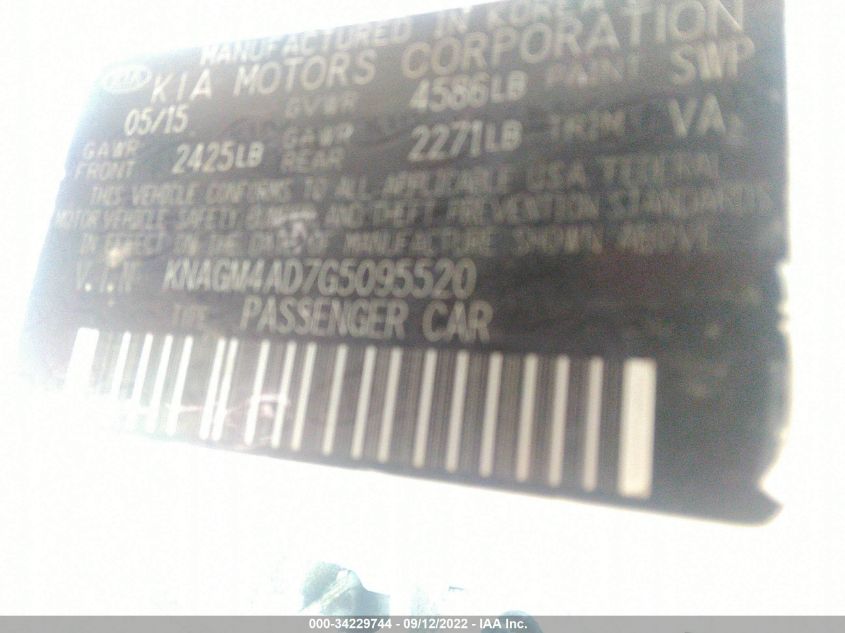 MANUFACTURED IN KOREA
KIA KIA MOTORS CORPORATION
05/15 GVWR 4586LB PAINT SWP
GAWR FRONT 2425LB GAWR REAR 2271LB TRIM VA
THIS VEHICLE CONFORMS TO ALL APPLICABLE USA FEDERAL
MOTOR VEHICLE SAFETY AND THEFT PREVENTION STANDARDS
IN EFFECT ON THE DATE OF MANUFACTURE SHOWN ABOVE
V.I.N KNAGM4AD7G5095520
TYPE PASSENGER CAR
000-34229744 - 09/12/2022 - IAA Inc.